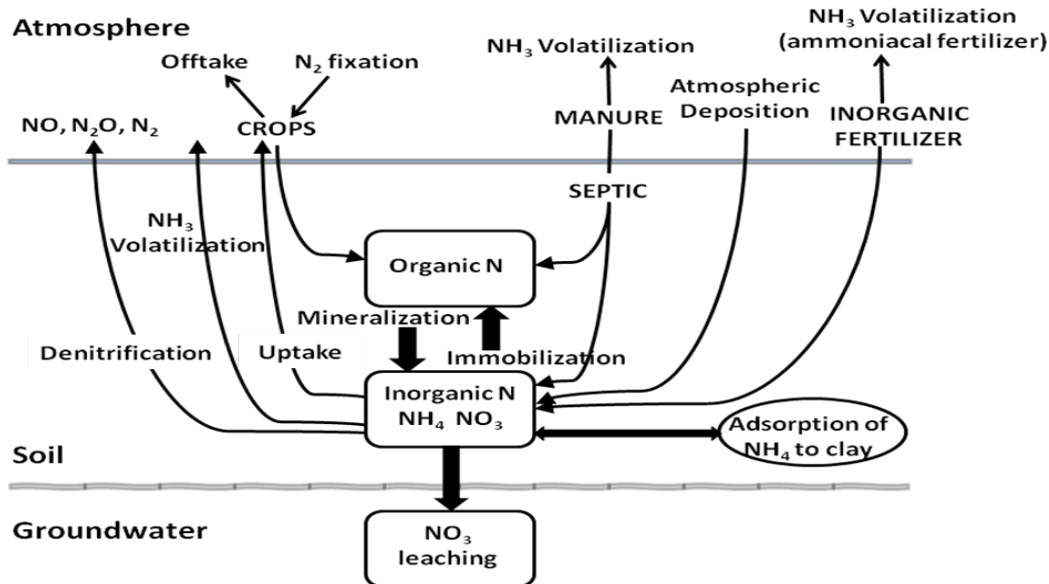 Atmosphere
Offtake
N₂ fixation
NH₃ Volatilization
NH₃ Volatilization
(ammoniacal fertilizer)
Atmospheric
Deposition
NO, N₂O, N₂
CROPS
MANURE
INORGANIC
FERTILIZER
SEPTIC
NH₃
Volatilization
Organic N
Mineralization
Denitrification
Uptake
Immobilization
Inorganic N
NH₄ NO₃
Adsorption of
NH₄ to clay
Soil
Groundwater
NO₃
leaching